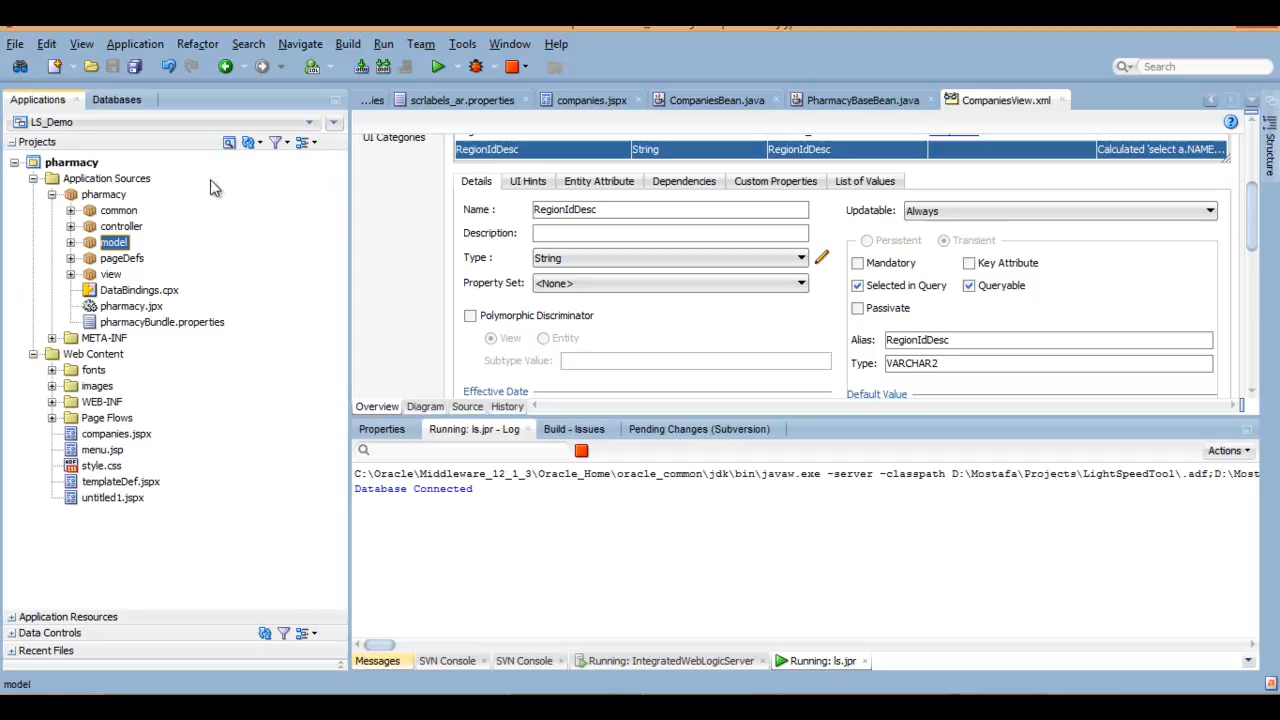 File Edit View Application Refactor Search Navigate Build Run Team Tools Window Help
Search
Applications Databases
...ies scrlabels_ar.properties companies.jspx CompaniesBean.java PharmacyBaseBean.java CompaniesView.xml
LS_Demo
Projects
pharmacy
Application Sources
pharmacy
common
controller
model
pageDefs
view
DataBindings.cpx
pharmacy.jpx
pharmacyBundle.properties
META-INF
Web Content
fonts
images
WEB-INF
Page Flows
companies.jspx
menu.jsp
style.css
templateDef.jspx
untitled1.jspx
Application Resources
Data Controls
Recent Files
model
UI Categories
RegionIdDesc String RegionIdDesc Calculated 'select a.NAME...
Details UI Hints Entity Attribute Dependencies Custom Properties List of Values
Name : RegionIdDesc
Description:
Type : String
Property Set: <None>
Polymorphic Discriminator
View Entity
Subtype Value:
Effective Date
Updatable: Always
Persistent Transient
Mandatory Key Attribute
Selected in Query Queryable
Passivate
Alias: RegionIdDesc
Type: VARCHAR2
Default Value
Overview Diagram Source History
Properties Running: ls.jpr - Log Build - Issues Pending Changes (Subversion)
Actions
C:\Oracle\Middleware_12_1_3\Oracle_Home\oracle_common\jdk\bin\javaw.exe -server -classpath D:\Mostafa\Projects\LightSpeedTool\.adf;D:\Most
Database Connected
Messages SVN Console SVN Console Running: IntegratedWebLogicServer Running: ls.jpr
Structure